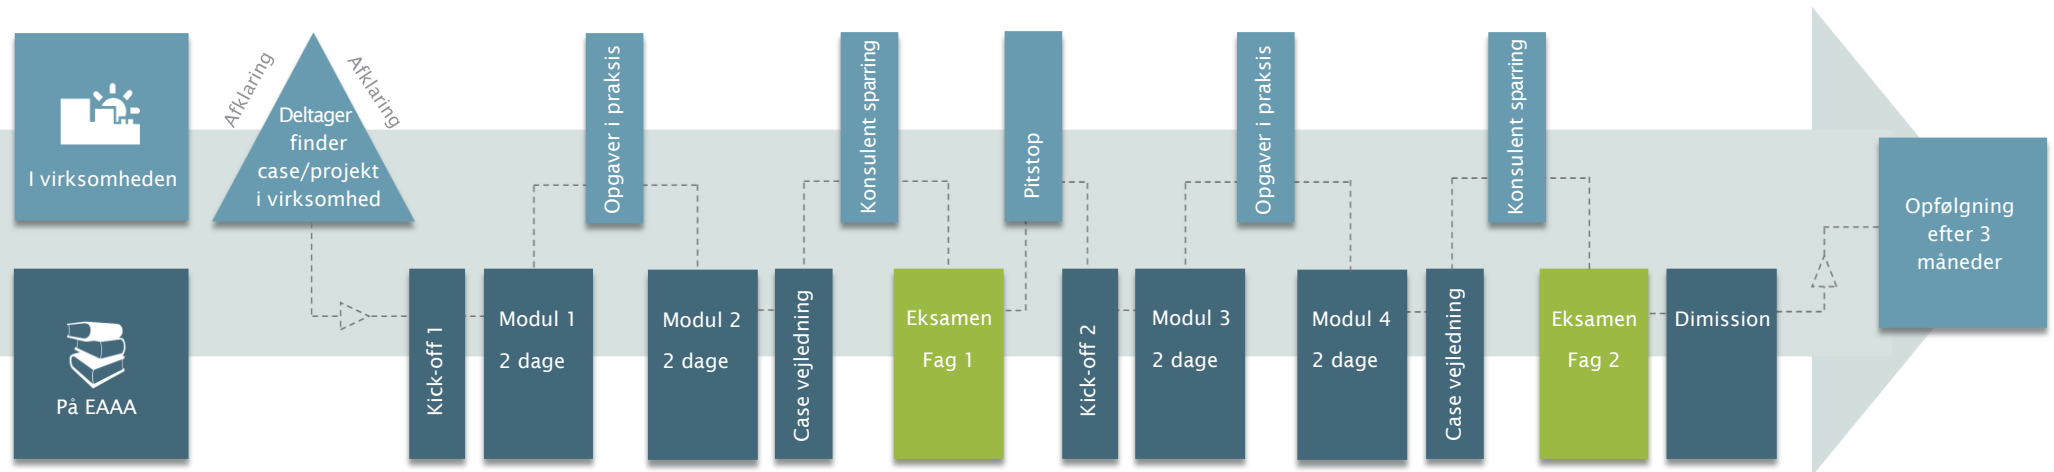 I virksomheden
Afklaring
Afklaring
Deltager
finder
case/projekt
i virksomhed
Opgaver i praksis
Konsulent sparring
Pitstop
Opgaver i praksis
Konsulent sparring
Opfølgning
efter 3
måneder
På EAAA
Kick-off 1
Modul 1
2 dage
Modul 2
2 dage
Case vejledning
Eksamen
Fag 1
Kick-off 2
Modul 3
2 dage
Modul 4
2 dage
Case vejledning
Eksamen
Fag 2
Dimission